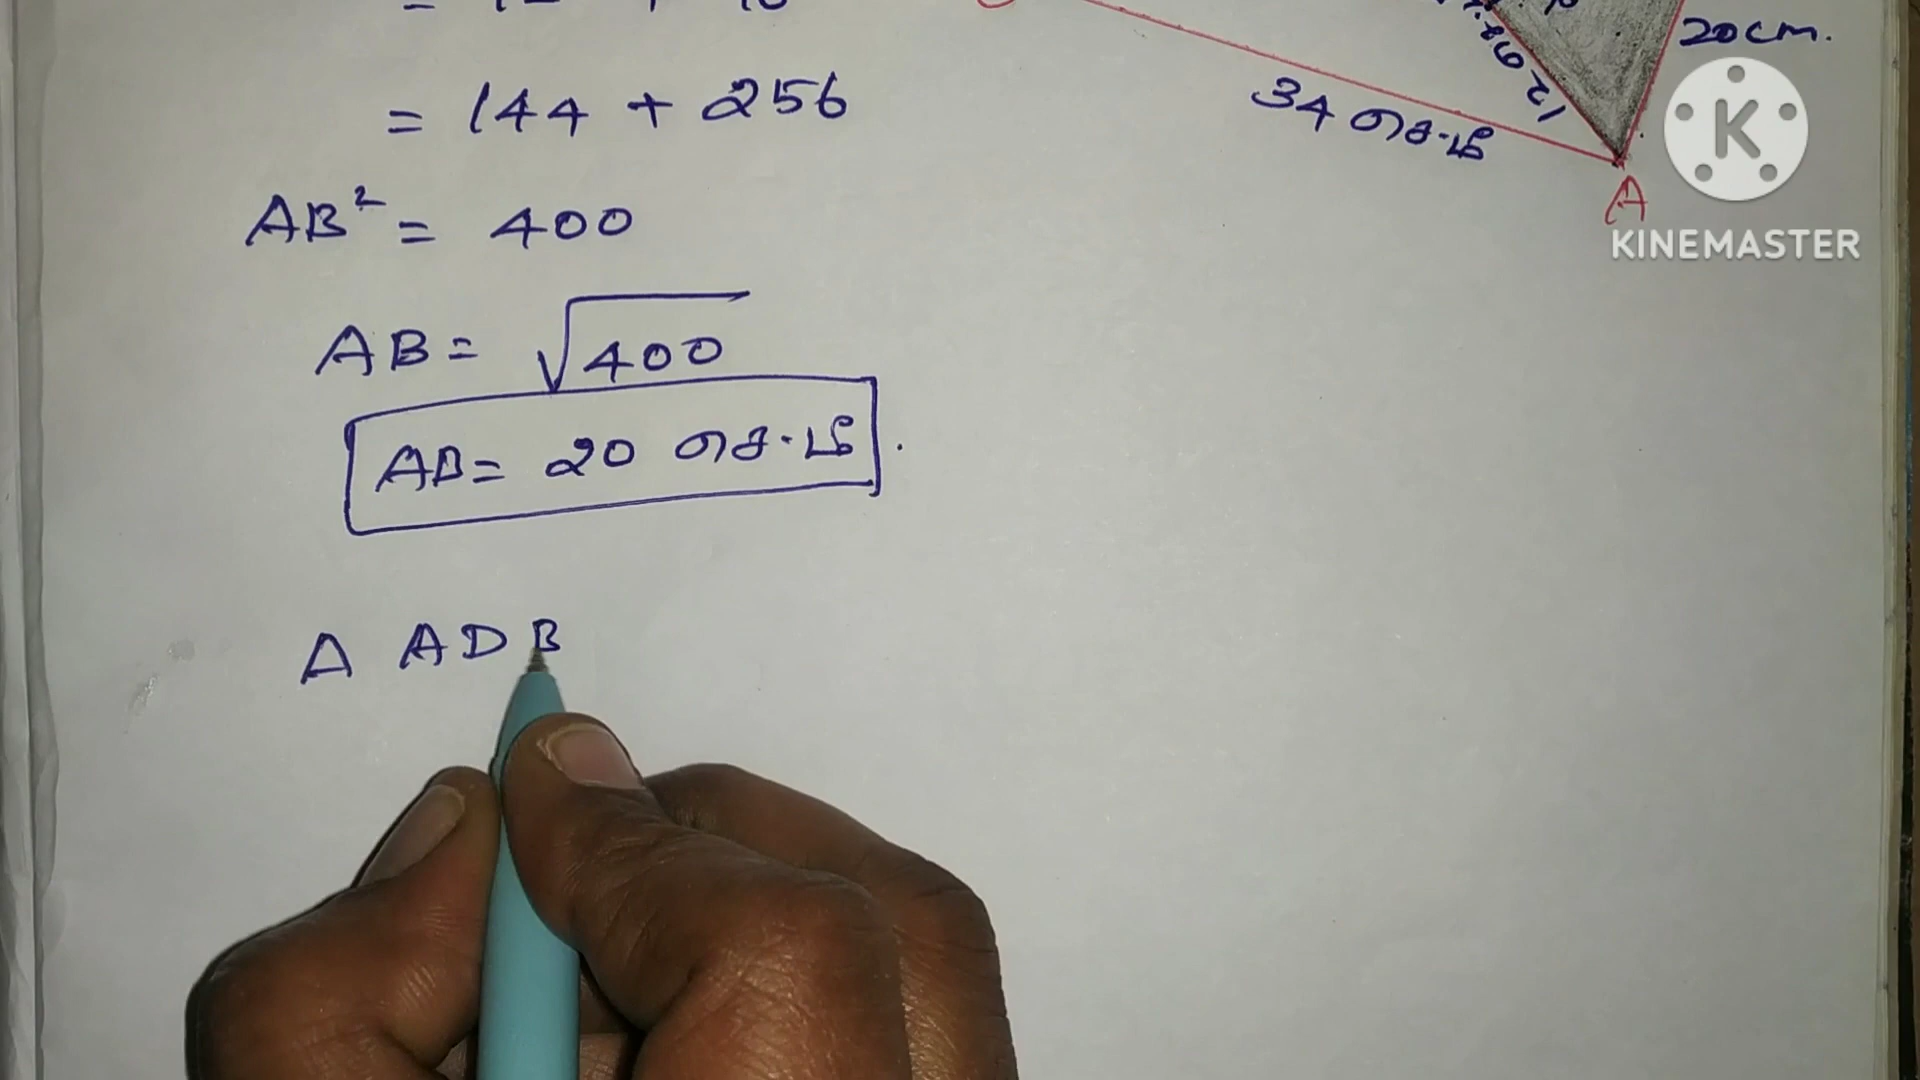 = 144 + 256
AB² = 400
AB = √400
AB = 20 செ.மீ.
Δ ADB
20cm.
34 செ.மீ
A
K
KINEMASTER